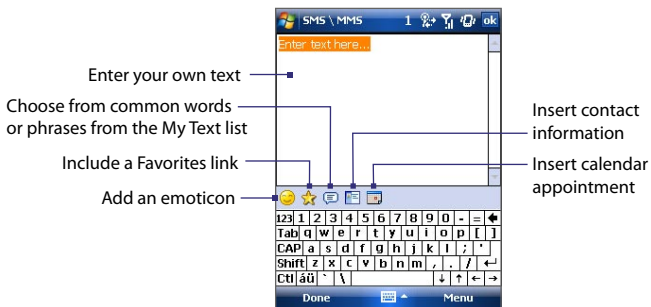 SMS \ MMS 1 ok
Enter text here...
Enter your own text
Choose from common words
or phrases from the My Text list
Include a Favorites link
Add an emoticon
Insert contact
information
Insert calendar
appointment
123 1 2 3 4 5 6 7 8 9 0 - =
Tab q w e r t y u i o p [ ]
CAP a s d f g h j k l ; '
Shift z x c v b n m , . /
Ctl áü ` \
Done Menu